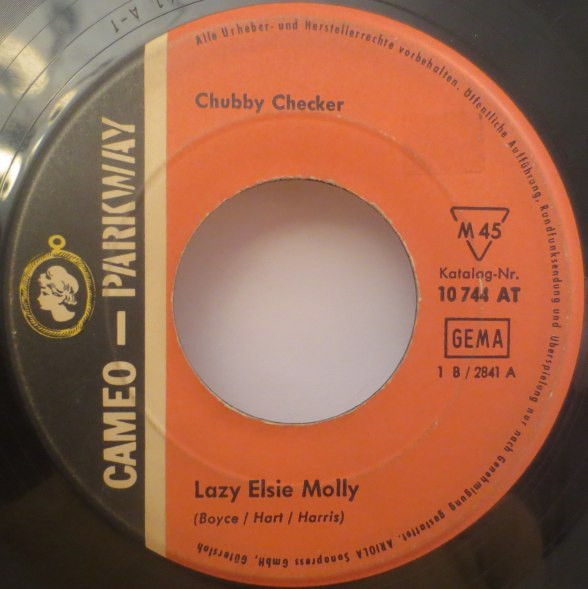 Alle Urheber- und Herstellerrechte vorbehalten. Öffentliche Aufführung, Rundfunksendung und Überspielung nur nach Genehmigung gestattet. ARIOLA Sonopress GmbH, Gütersloh
Chubby Checker
CAMEO – PARKWAY
M 45
Katalog-Nr.
10 744 AT
GEMA
1 B / 2841 A
Lazy Elsie Molly
(Boyce / Hart / Harris)